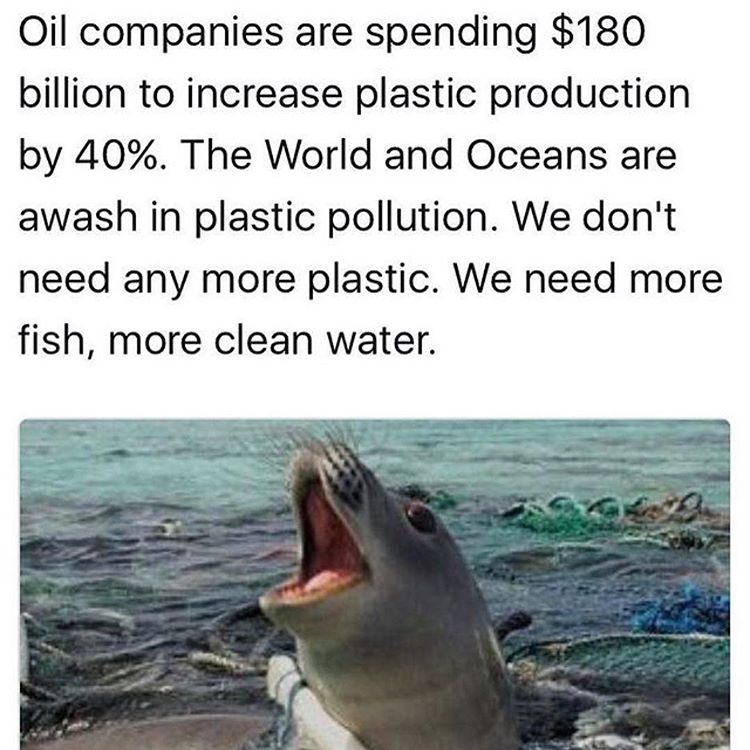 Oil companies are spending $180
billion to increase plastic production
by 40%. The World and Oceans are
awash in plastic pollution. We don't
need any more plastic. We need more
fish, more clean water.